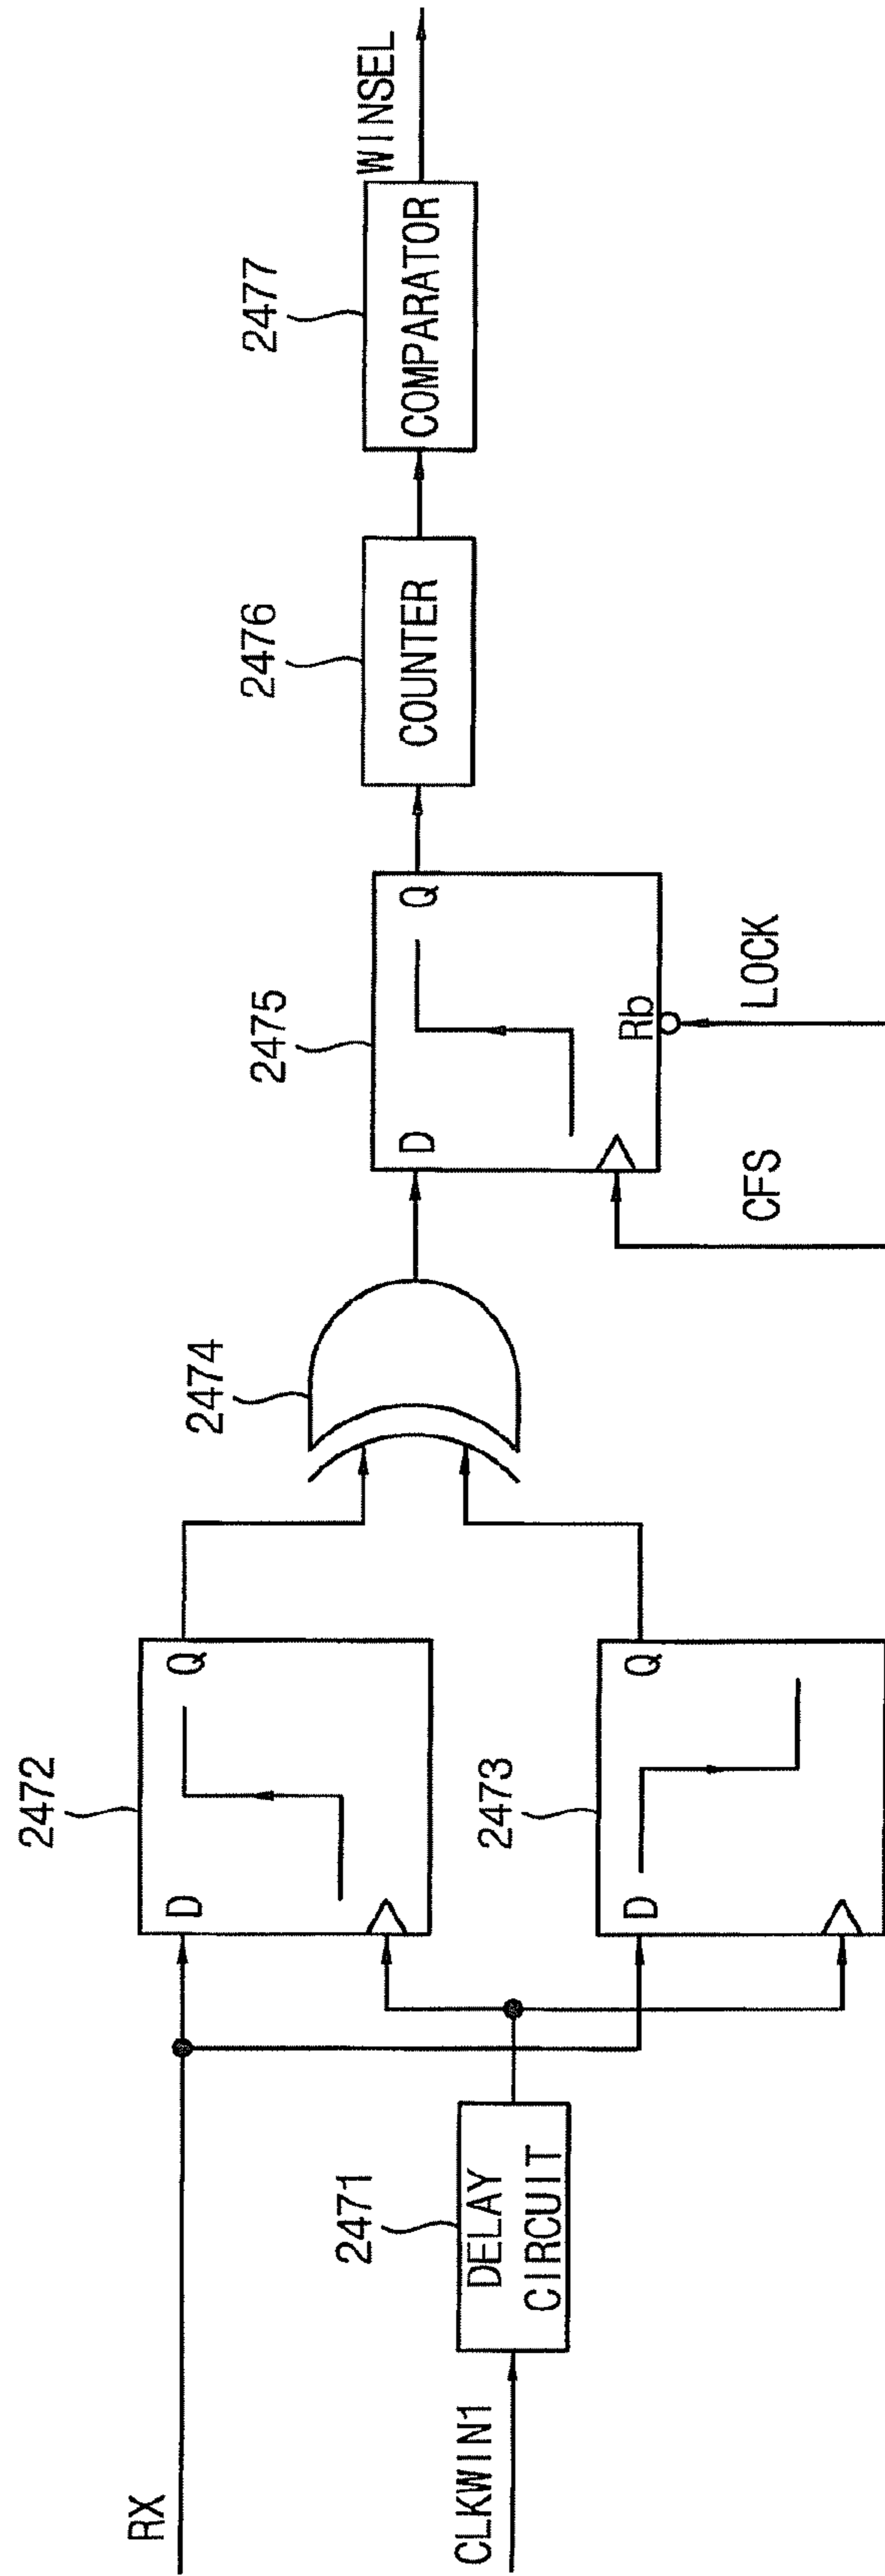 RX
CLKWIN1
2471
DELAY
CIRCUIT
2472
D
Q
2473
D
Q
2474
2475
D
Q
Rb
CFS
LOCK
2476
COUNTER
2477
COMPARATOR
WINSEL